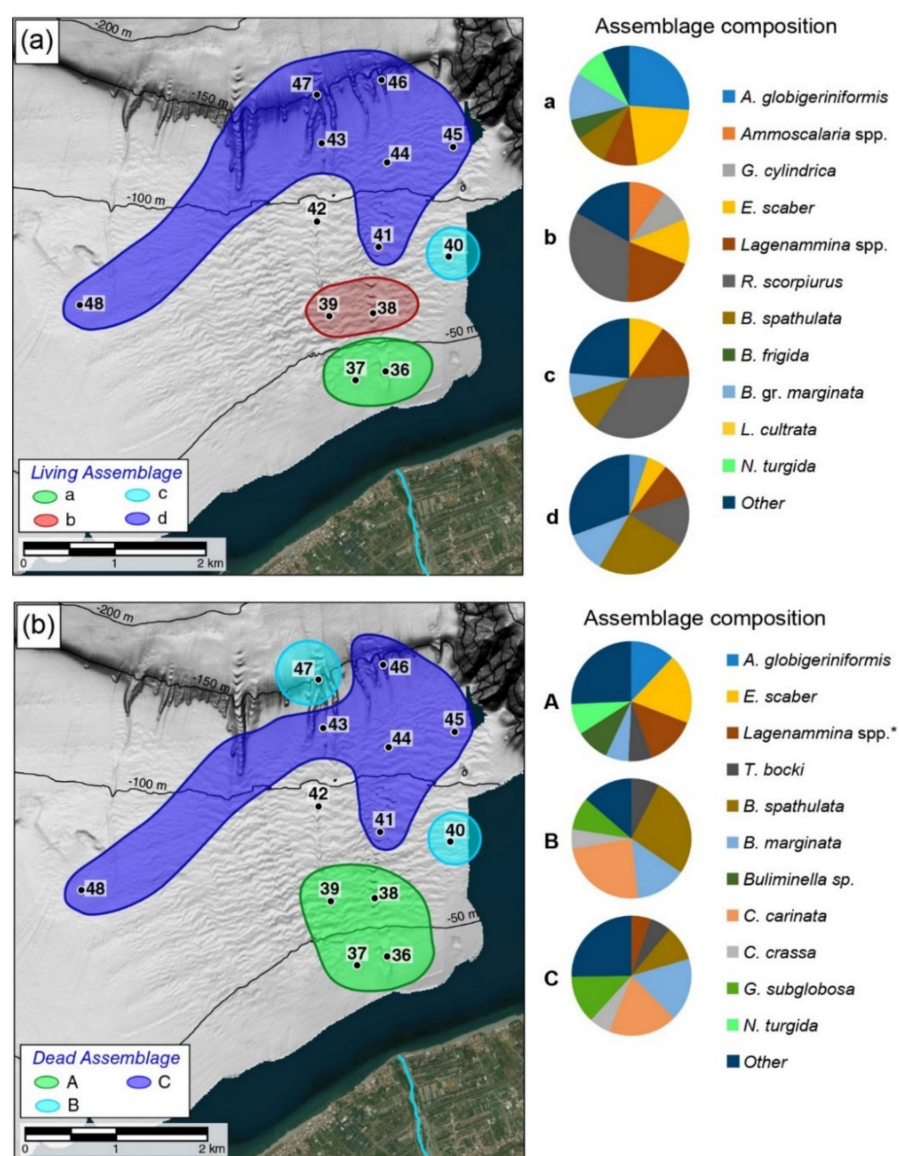 (a)
-200 m
-150 m
47
46
43
45
44
-100 m
42
41
40
48
39
38
-50 m
37
36
Living Assemblage
a
c
b
d
0
1
2 km
Assemblage composition
a
b
c
d
A. globigeriniformis
Ammoscalaria spp.
G. cylindrica
E. scaber
Lagenammina spp.
R. scorpiurus
B. spathulata
B. frigida
B. gr. marginata
L. cultrata
N. turgida
Other
(b)
-200 m
-150 m
47
46
43
45
44
-100 m
42
41
40
48
39
38
-50 m
37
36
Dead Assemblage
A
C
B
0
1
2 km
Assemblage composition
A
B
C
A. globigeriniformis
E. scaber
Lagenammina spp.*
T. bocki
B. spathulata
B. marginata
Buliminella sp.
C. carinata
C. crassa
G. subglobosa
N. turgida
Other